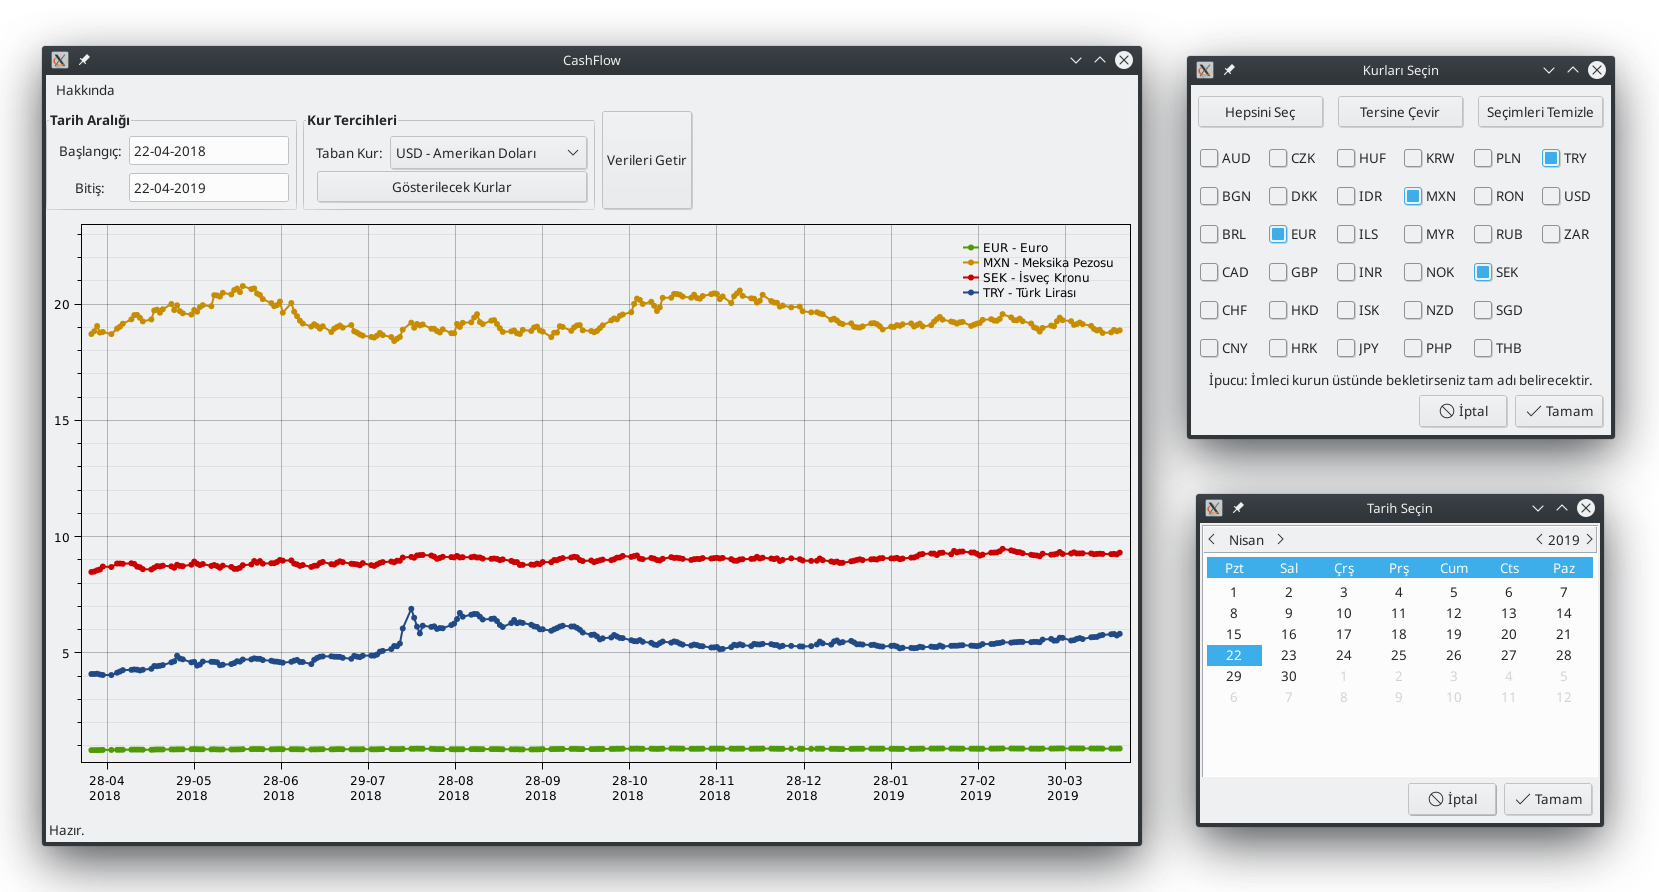 CashFlow
Hakkında
Tarih Aralığı
Başlangıç: 22-04-2018
Bitiş: 22-04-2019
Kur Tercihleri
Taban Kur: USD - Amerikan Doları
Gösterilecek Kurlar
Verileri Getir
EUR - Euro
MXN - Meksika Pezosu
SEK - İsveç Kronu
TRY - Türk Lirası
20
15
10
5
28-04 29-05 28-06 29-07 28-08 28-09 28-10 28-11 28-12 28-01 27-02 30-03
2018 2018 2018 2018 2018 2018 2018 2018 2018 2019 2019 2019
Hazır.
Kurları Seçin
Hepsini Seç Tersine Çevir Seçimleri Temizle
AUD CZK HUF KRW PLN TRY
BGN DKK IDR MXN RON USD
BRL EUR ILS MYR RUB ZAR
CAD GBP INR NOK SEK
CHF HKD ISK NZD SGD
CNY HRK JPY PHP THB
İpucu: İmleci kurun üstünde bekletirseniz tam adı belirecektir.
İptal Tamam
Tarih Seçin
Nisan 2019
Pzt Sal Çrş Prş Cum Cts Paz
1 2 3 4 5 6 7
8 9 10 11 12 13 14
15 16 17 18 19 20 21
22 23 24 25 26 27 28
29 30 1 2 3 4 5
6 7 8 9 10 11 12
İptal Tamam